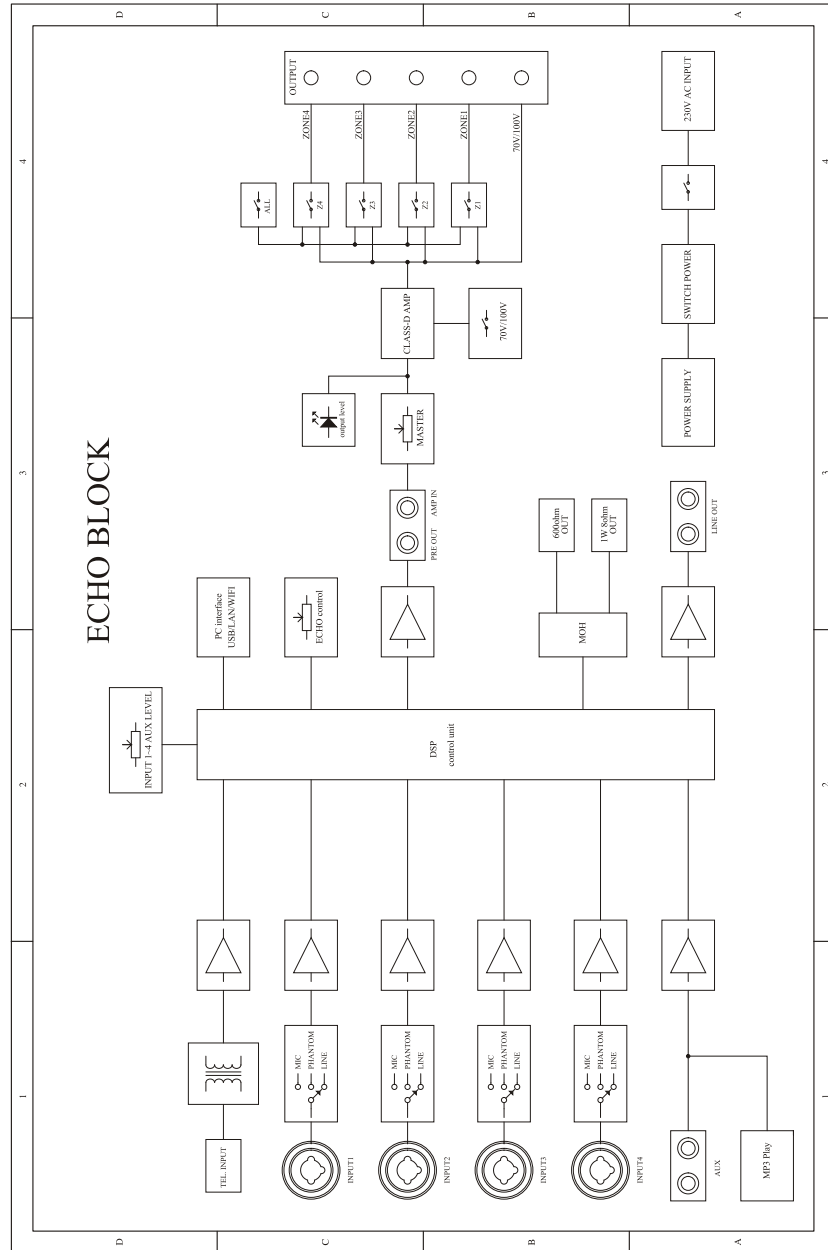 D
C
B
A
4
3
2
1
4
3
2
1
D
C
B
A
ECHO BLOCK
OUTPUT
ZONE4
ZONE3
ZONE2
ZONE1
70V/100V
ALL
Z4
Z3
Z2
Z1
CLASS-D AMP
70V/100V
230V AC INPUT
SWITCH POWER
POWER SUPPLY
output level
MASTER
PRE OUT
AMP IN
PC interface
USB/LAN/WIFI
ECHO control
MOH
600ohm
OUT
1W 8ohm
OUT
LINE OUT
INPUT 1~4 AUX LEVEL
DSP
control unit
TEL. INPUT
MIC
PHANTOM
LINE
INPUT1
MIC
PHANTOM
LINE
INPUT2
MIC
PHANTOM
LINE
INPUT3
MIC
PHANTOM
LINE
INPUT4
AUX
MP3 Play